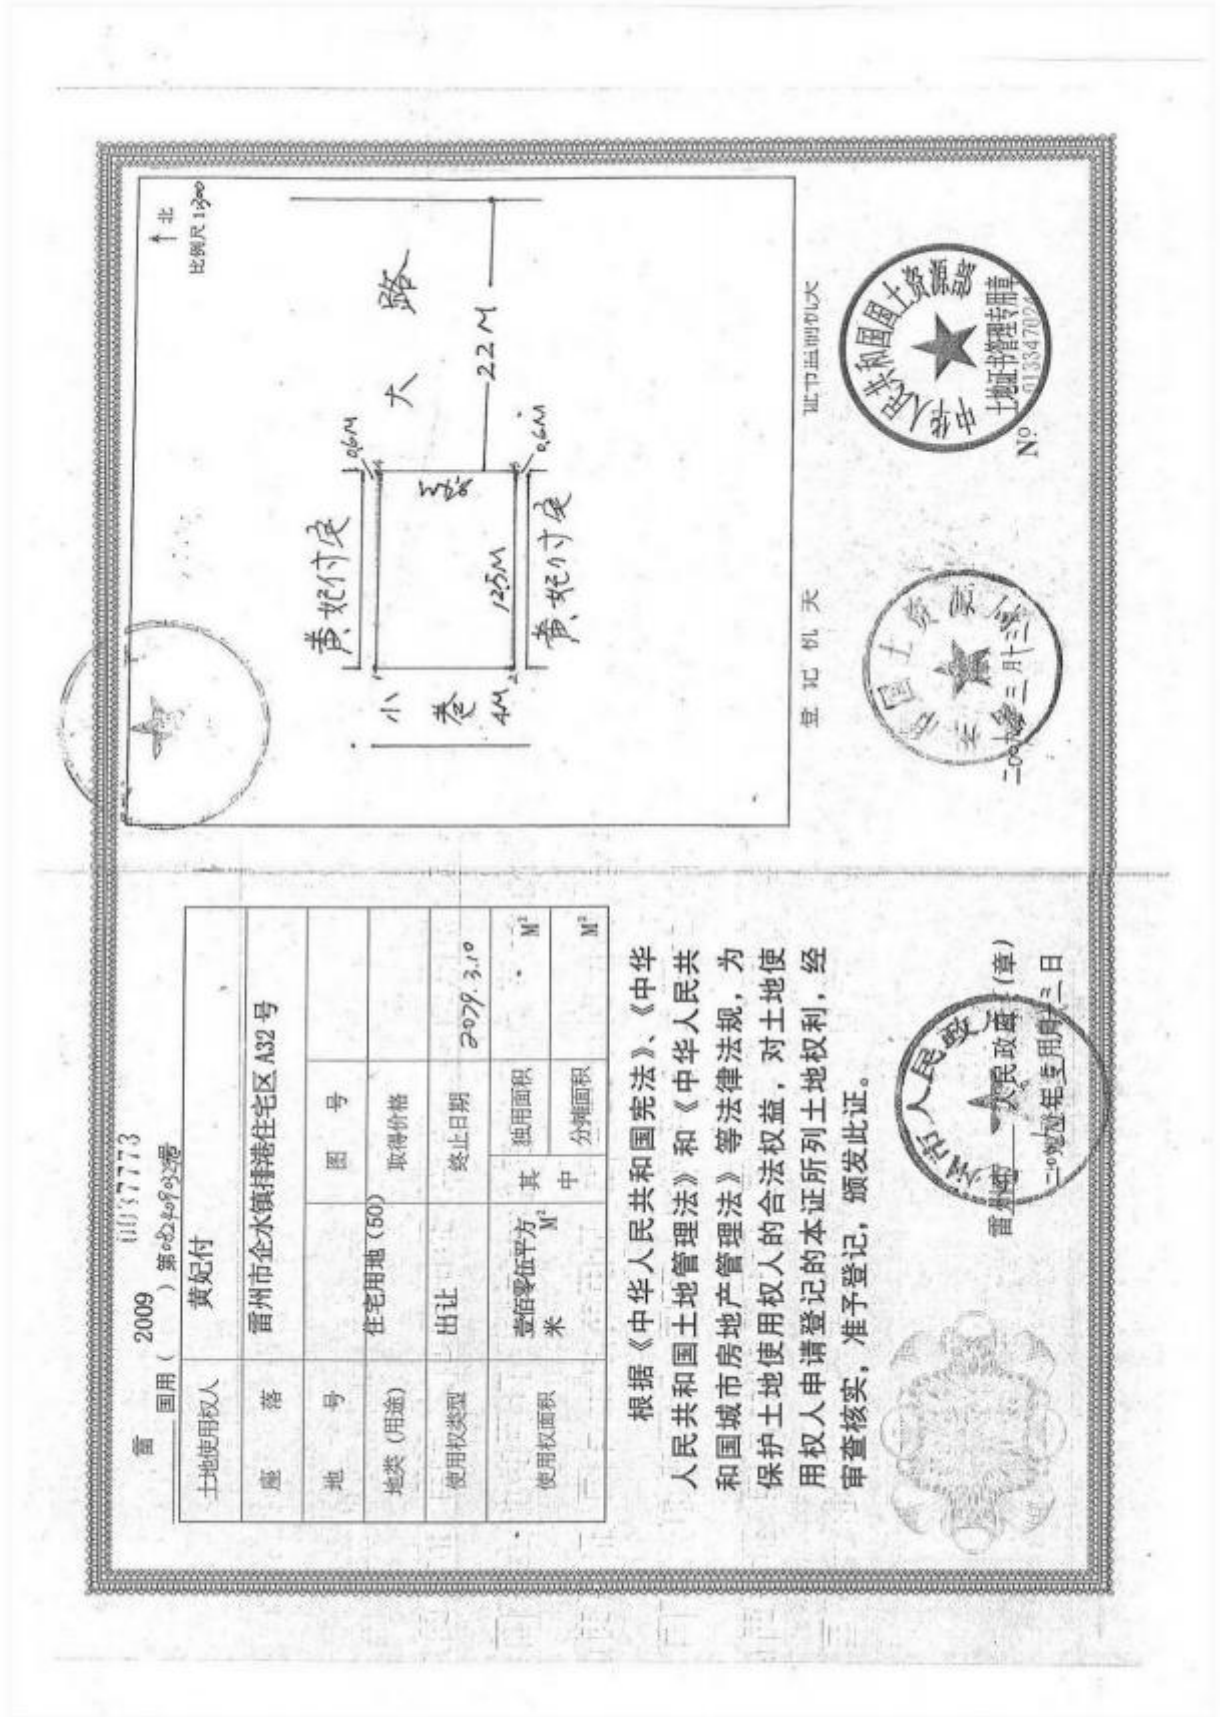 雷 2009
国用（ ）第
土地使用权人 黄妃付
座 落 雷州市企水镇排港住宅区A32号
地 号 图 号
地类（用途） 住宅用地（50） 取得价格
使用权类型 出让 终止日期 2079.3.10
使用权面积 壹佰零伍平方米 M² 其中 独用面积 M²
分摊面积 M²
根据《中华人民共和国宪法》、《中华
人民共和国土地管理法》和《中华人民共
和国城市房地产管理法》等法律法规，为
保护土地使用权人的合法权益，对土地使
用权人申请登记的本证所列土地权利，经
审查核实，准予登记，颁发此证。
雷州市 人民政府（章）
北
比例尺 1:300
黄妃付宅
0.6M
大路
22M
12.5M
小巷
4M
0.6M
黄妃付宅
登记机关
证书监制机关
国土资源
中华人民共和国国土资源部
土地证书管理专用章
Nº 013347024